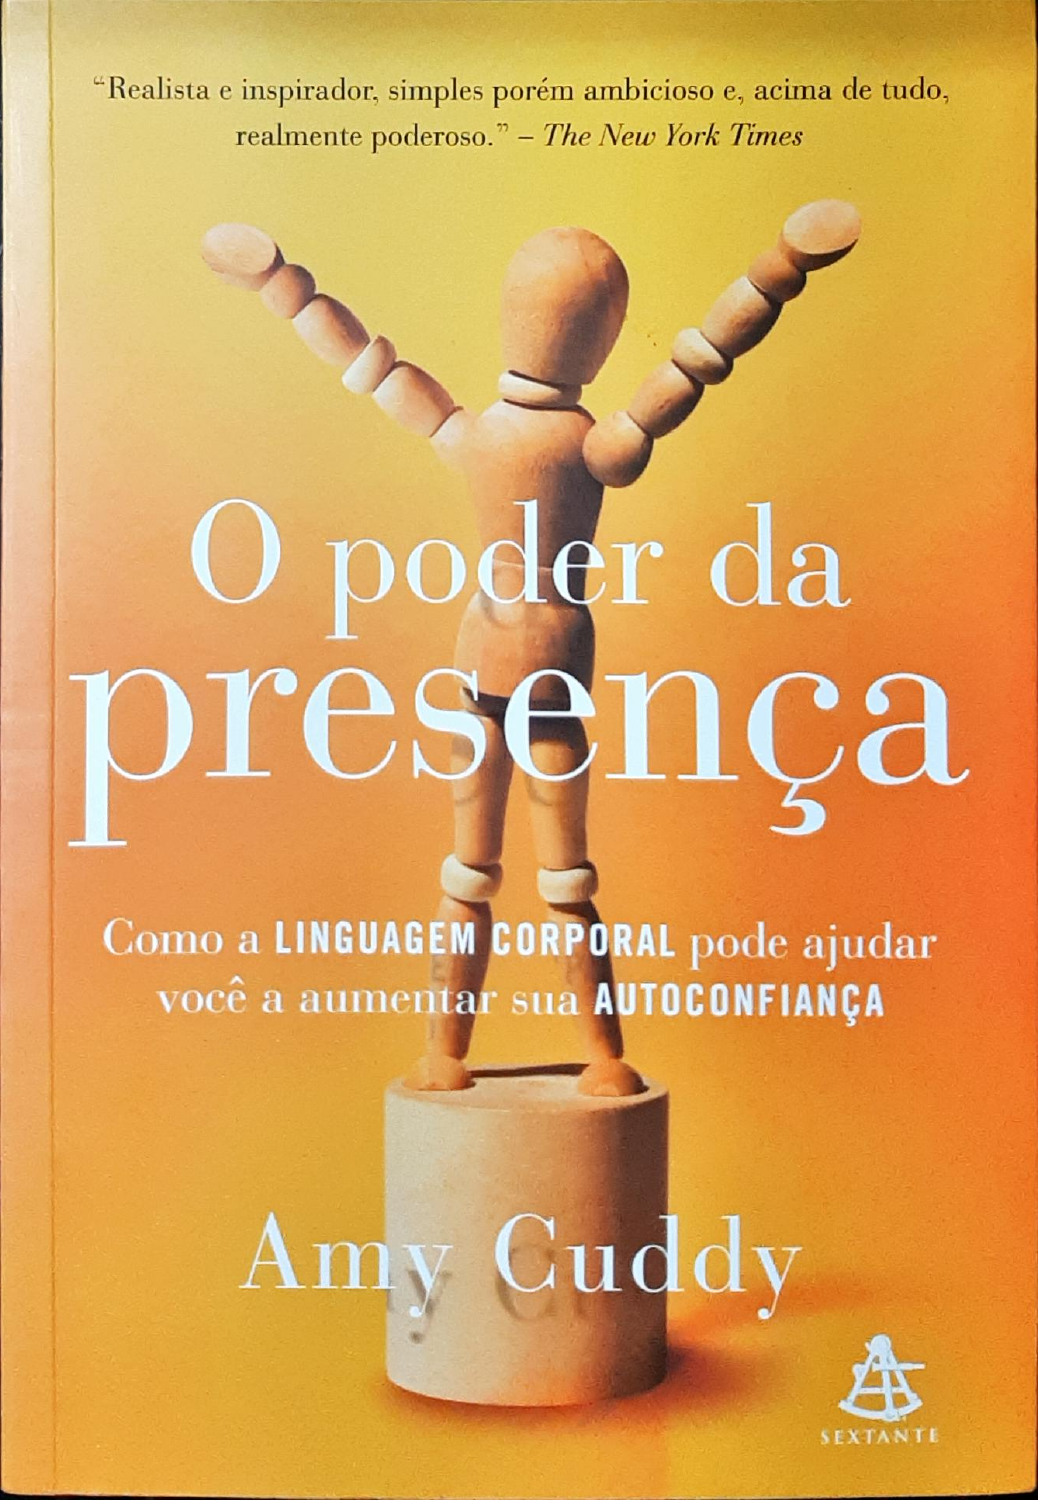 “Realista e inspirador, simples porém ambicioso e, acima de tudo,
realmente poderoso.” – The New York Times
O poder da
presença
Como a LINGUAGEM CORPORAL pode ajudar
você a aumentar sua AUTOCONFIANÇA
Amy Cuddy
SEXTANTE